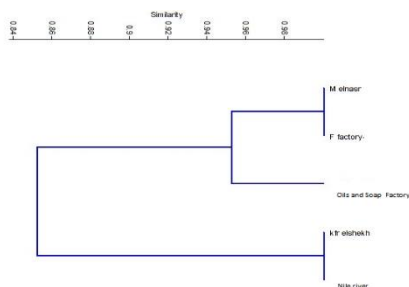 Similarity
0.84 0.86 0.88 0.9 0.92 0.94 0.96 0.98
M elnasr
F factory-
Oils and Soap Factory
kfr elshekh
Nile river